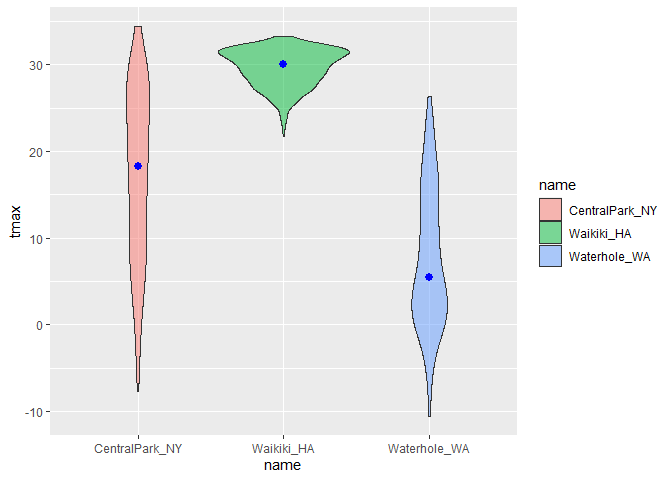 30
20
10
0
-10
tmax
CentralPark_NY
Waikiki_HA
Waterhole_WA
name
name
CentralPark_NY
Waikiki_HA
Waterhole_WA